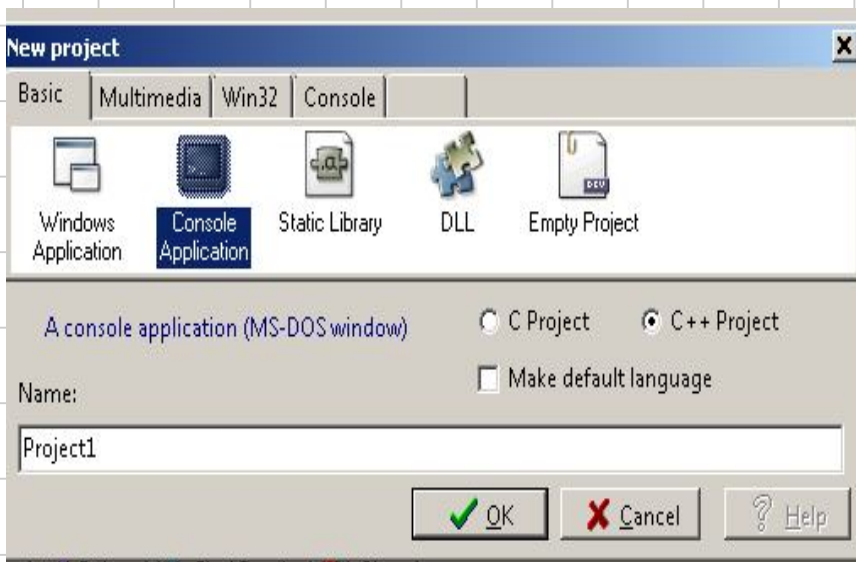 New project
Basic Multimedia Win32 Console
Windows Application
Console Application
Static Library
DLL
Empty Project
A console application (MS-DOS window)
C Project
C++ Project
Make default language
Name:
Project1
OK
Cancel
Help